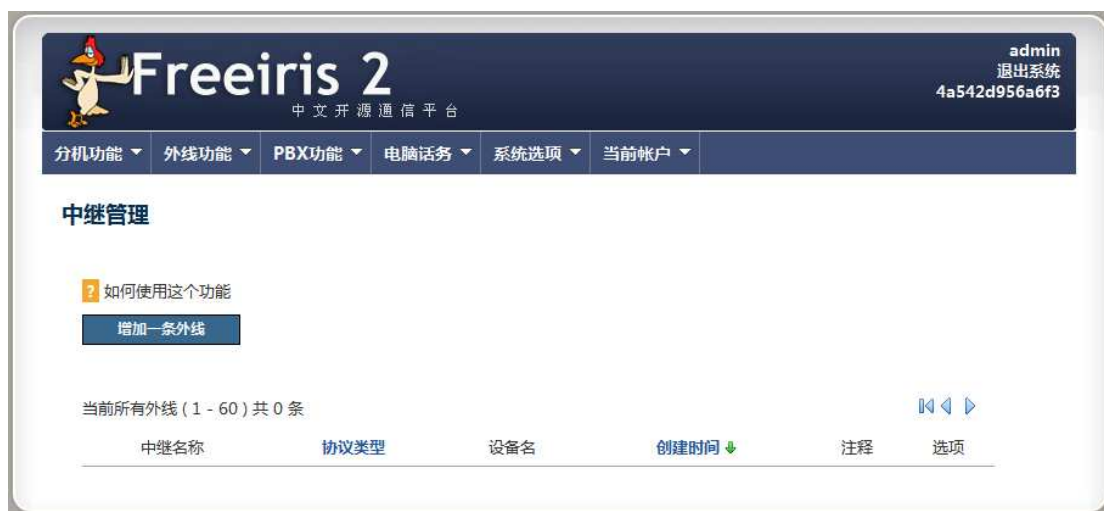 Freeiris 2
中文开源通信平台
admin
退出系统
4a542d956a6f3
分机功能 外线功能 PBX功能 电脑话务 系统选项 当前帐户
中继管理
? 如何使用这个功能
增加一条外线
当前所有外线 ( 1 - 60 ) 共 0 条
中继名称 协议类型 设备名 创建时间 注释 选项